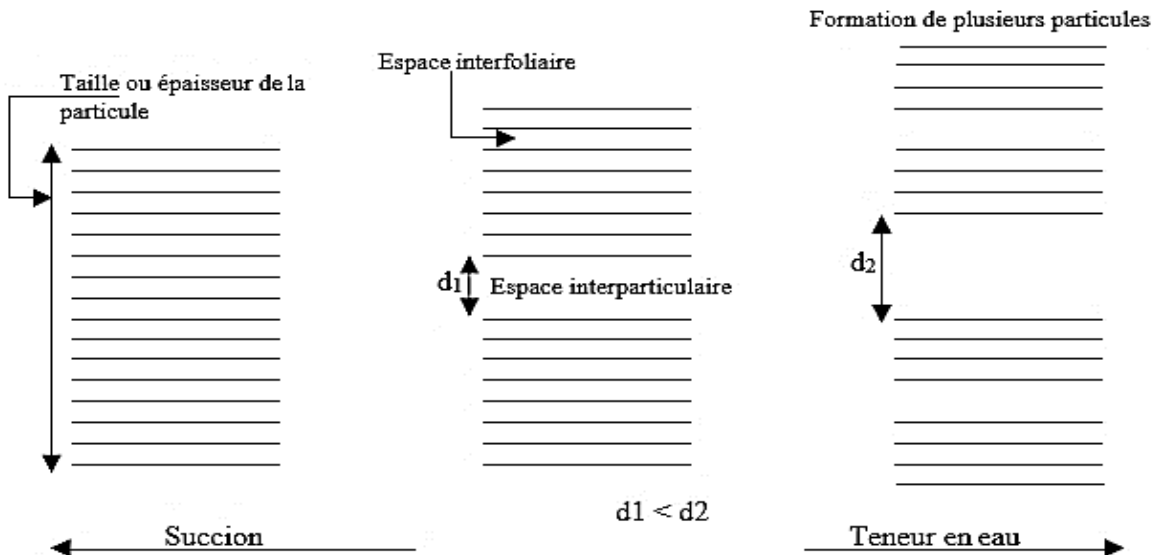 Formation de plusieurs particules
Espace interfoliaire
Taille ou épaisseur de la
particule
d1
Espace interparticulaire
d2
d1 < d2
Succion
Teneur en eau